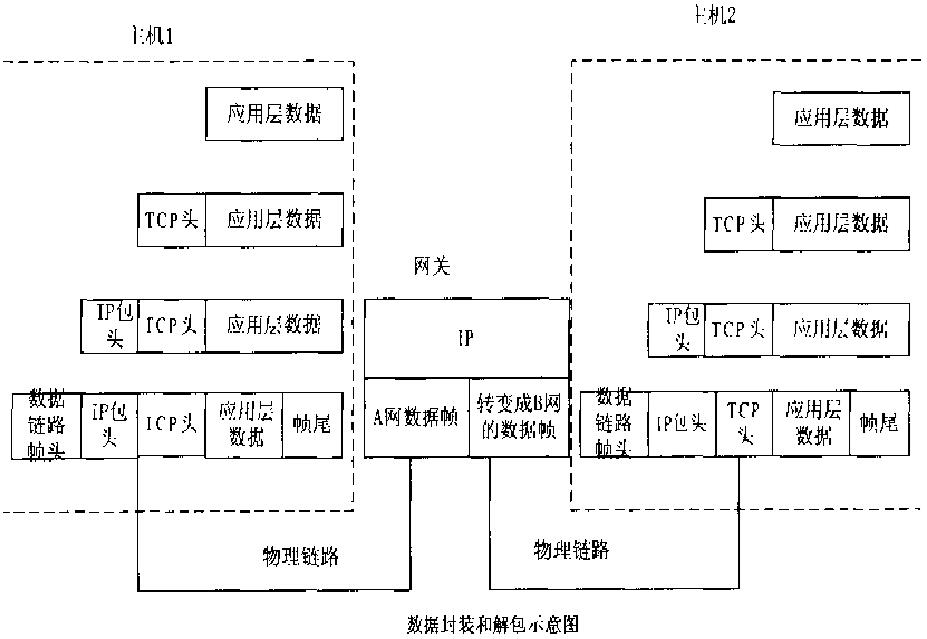 主机1
主机2
应用层数据
应用层数据
TCP头
应用层数据
TCP头
应用层数据
网关
IP包
头
TCP头
应用层数据
IP
IP包
头
TCP头
应用层数据
数据
链路
帧头
IP包
头
TCP头
应用层
数据
帧尾
A网数据帧
转变成B网
的数据帧
数据
链路
帧头
IP包头
TCP
头
应用层
数据
帧尾
物理链路
物理链路
数据封装和解包示意图